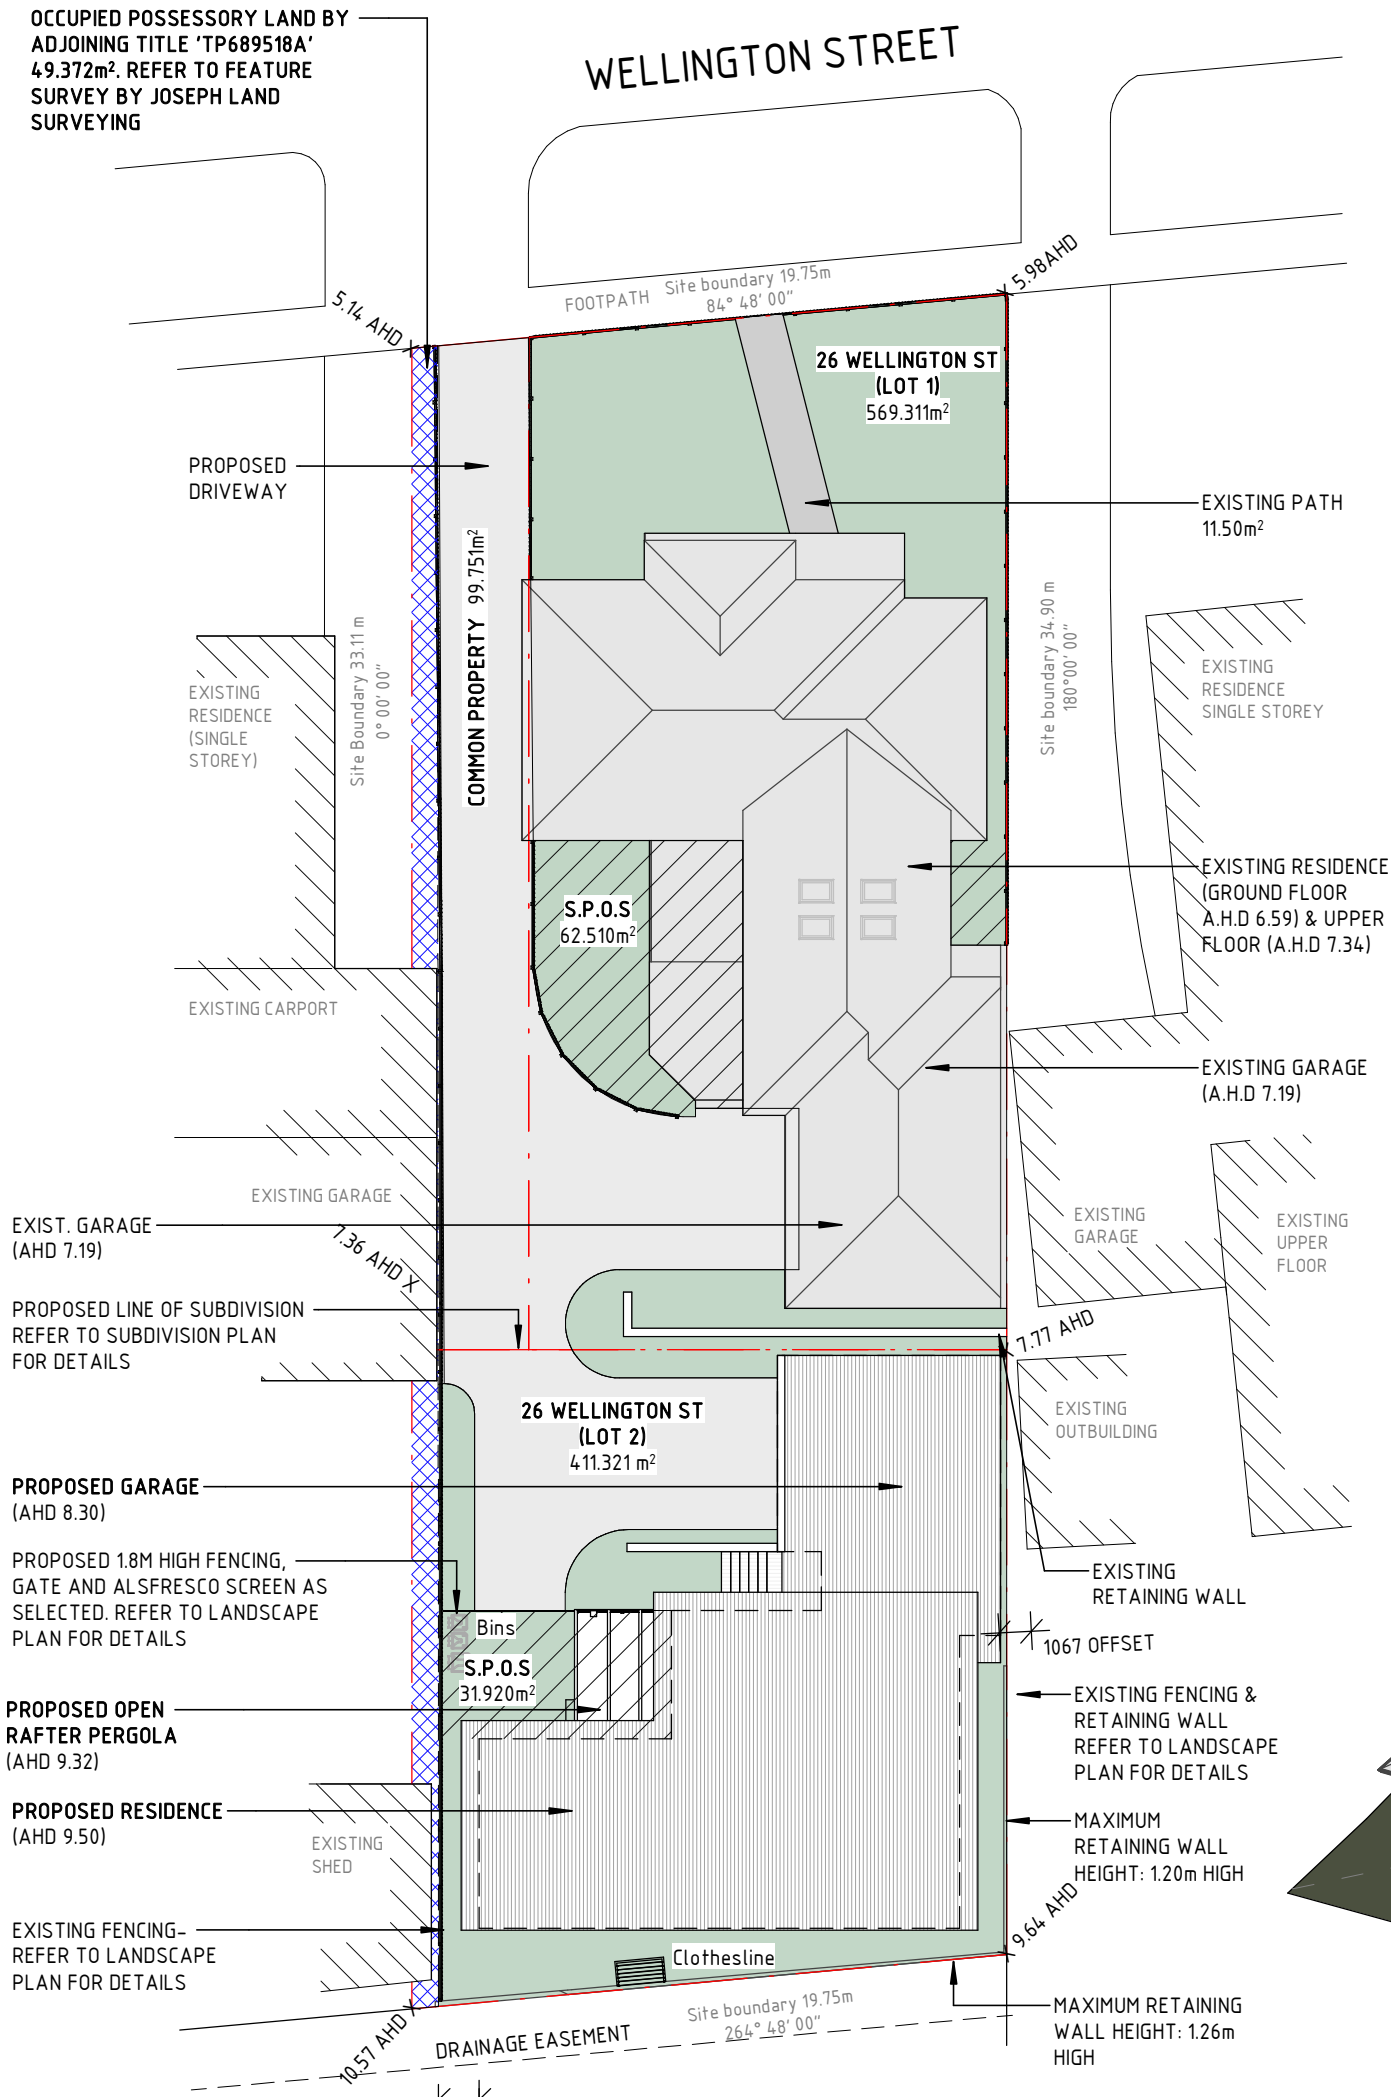 OCCUPIED POSSESSORY LAND BY
ADJOINING TITLE 'TP689518A'
49.372m². REFER TO FEATURE
SURVEY BY JOSEPH LAND
SURVEYING
WELLINGTON STREET
5.98AHD
Site boundary 19.75m
84° 48' 00"
FOOTPATH
5.14 AHD
26 WELLINGTON ST
(LOT 1)
569.311m²
PROPOSED
DRIVEWAY
EXISTING PATH
11.50m²
COMMON PROPERTY 99.751m²
Site Boundary 33.11 m
0° 00' 00"
Site boundary 34.90 m
180°00' 00"
EXISTING
RESIDENCE
(SINGLE
STOREY)
EXISTING
RESIDENCE
SINGLE STOREY
EXISTING RESIDENCE
(GROUND FLOOR
A.H.D 6.59) & UPPER
FLOOR (A.H.D 7.34)
S.P.O.S
62.510m²
EXISTING CARPORT
EXISTING GARAGE
(A.H.D 7.19)
EXISTING GARAGE
EXIST. GARAGE
(AHD 7.19)
7.36 AHD
EXISTING
GARAGE
EXISTING
UPPER
FLOOR
PROPOSED LINE OF SUBDIVISION
REFER TO SUBDIVISION PLAN
FOR DETAILS
7.77 AHD
26 WELLINGTON ST
(LOT 2)
411.321 m²
EXISTING
OUTBUILDING
PROPOSED GARAGE
(AHD 8.30)
PROPOSED 1.8M HIGH FENCING,
GATE AND ALSFRESCO SCREEN AS
SELECTED. REFER TO LANDSCAPE
PLAN FOR DETAILS
EXISTING
RETAINING WALL
Bins
S.P.O.S
31.920m²
1067 OFFSET
PROPOSED OPEN
RAFTER PERGOLA
(AHD 9.32)
EXISTING FENCING &
RETAINING WALL
REFER TO LANDSCAPE
PLAN FOR DETAILS
PROPOSED RESIDENCE
(AHD 9.50)
EXISTING
SHED
MAXIMUM
RETAINING WALL
HEIGHT: 1.20m HIGH
9.64 AHD
EXISTING FENCING-
REFER TO LANDSCAPE
PLAN FOR DETAILS
Clothesline
Site boundary 19.75m
264° 48' 00"
10.57 AHD
DRAINAGE EASEMENT
MAXIMUM RETAINING
WALL HEIGHT: 1.26m
HIGH